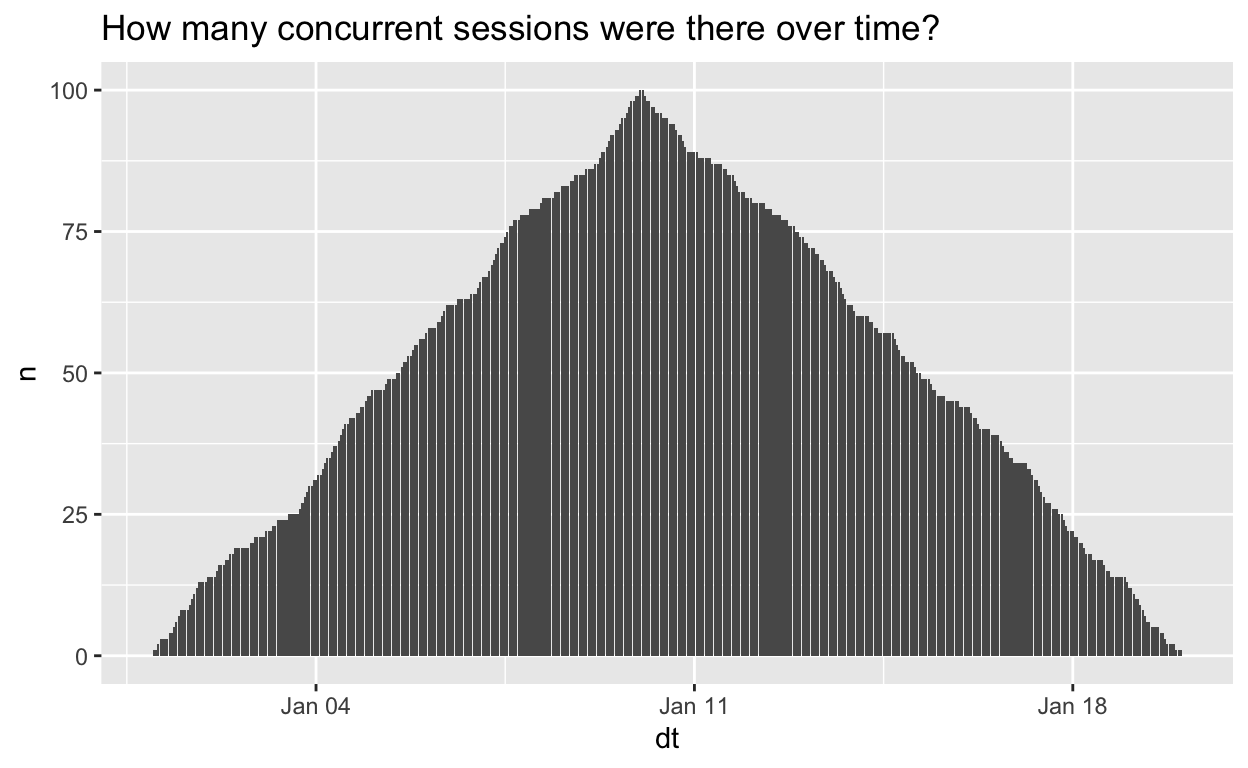 How many concurrent sessions were there over time?
100
75
50
25
0
n
Jan 04
Jan 11
Jan 18
dt